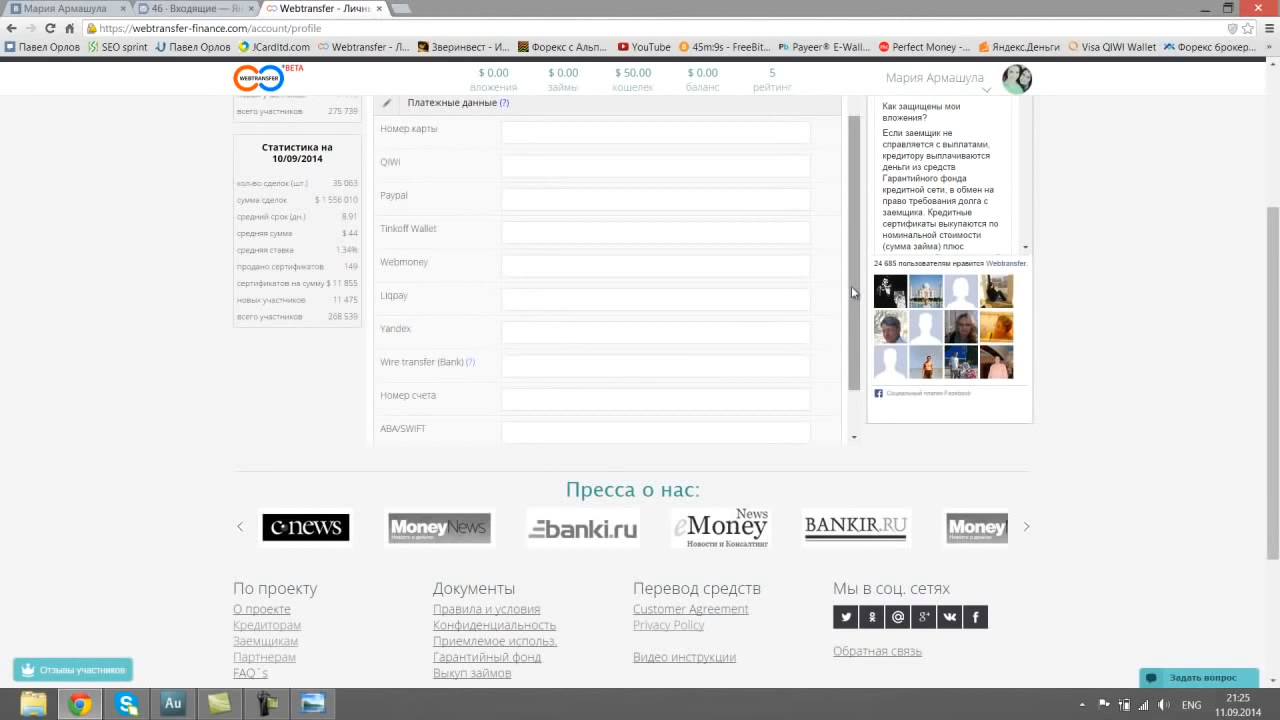 Мария Армашула
46 · Входящие — Ян
Webtransfer - Личн
https://webtransfer-finance.com/account/profile
Павел Орлов
SEO sprint
Павел Орлов
JCarditd.com
Webtransfer - Л...
Зверинвест – И...
Форекс с Альп...
YouTube
45m9s - FreeBit...
Payeer® E-Wall...
Perfect Money - ...
Яндекс.Деньги
Visa QIWI Wallet
Форекс брокер...
»
WEBTRANSFER
*BETA
$ 0.00
вложения
$ 0.00
займы
$ 50.00
кошелек
$ 0.00
баланс
5
рейтинг
Мария Армашула
всего участников 275 739
Статистика на
10/09/2014
кол-во сделок (шт.) 35 063
сумма сделок $ 1 556 010
средний срок (дн.) 8.91
средняя сумма $ 44
средняя ставка 1.34%
продано сертификатов 149
сертификатов на сумму $ 11 855
новых участников 11 475
всего участников 268 539
Платежные данные (?)
Номер карты
QIWI
Paypal
Tinkoff Wallet
Webmoney
Liqpay
Yandex
Wire transfer (Bank) (?)
Номер счета
ABA/SWIFT
Как защищены мои
вложения?
Если заемщик не
справляется с выплатами,
кредитору выплачиваются
деньги из средств
Гарантийного фонда
кредитной сети, в обмен на
право требования долга с
заемщика. Кредитные
сертификаты выкупаются по
номинальной стоимости
(сумма займа) плюс
24 685 пользователям нравится Webtransfer.
Социальный плагин Facebook
Пресса о нас:
c·news
MoneyNews
Новости и деньги
banki.ru
eMoney News
Новости и Консалтинг
BANKIR.RU
Money
Новости и деньги
По проекту
О проекте
Кредиторам
Заемщикам
Партнерам
FAQ`s
Документы
Правила и условия
Конфиденциальность
Приемлемое использ.
Гарантийный фонд
Выкуп займов
Перевод средств
Customer Agreement
Privacy Policy
Видео инструкции
Мы в соц. сетях
Обратная связь
Отзывы участников
Задать вопрос
Au
ENG
21:25
11.09.2014